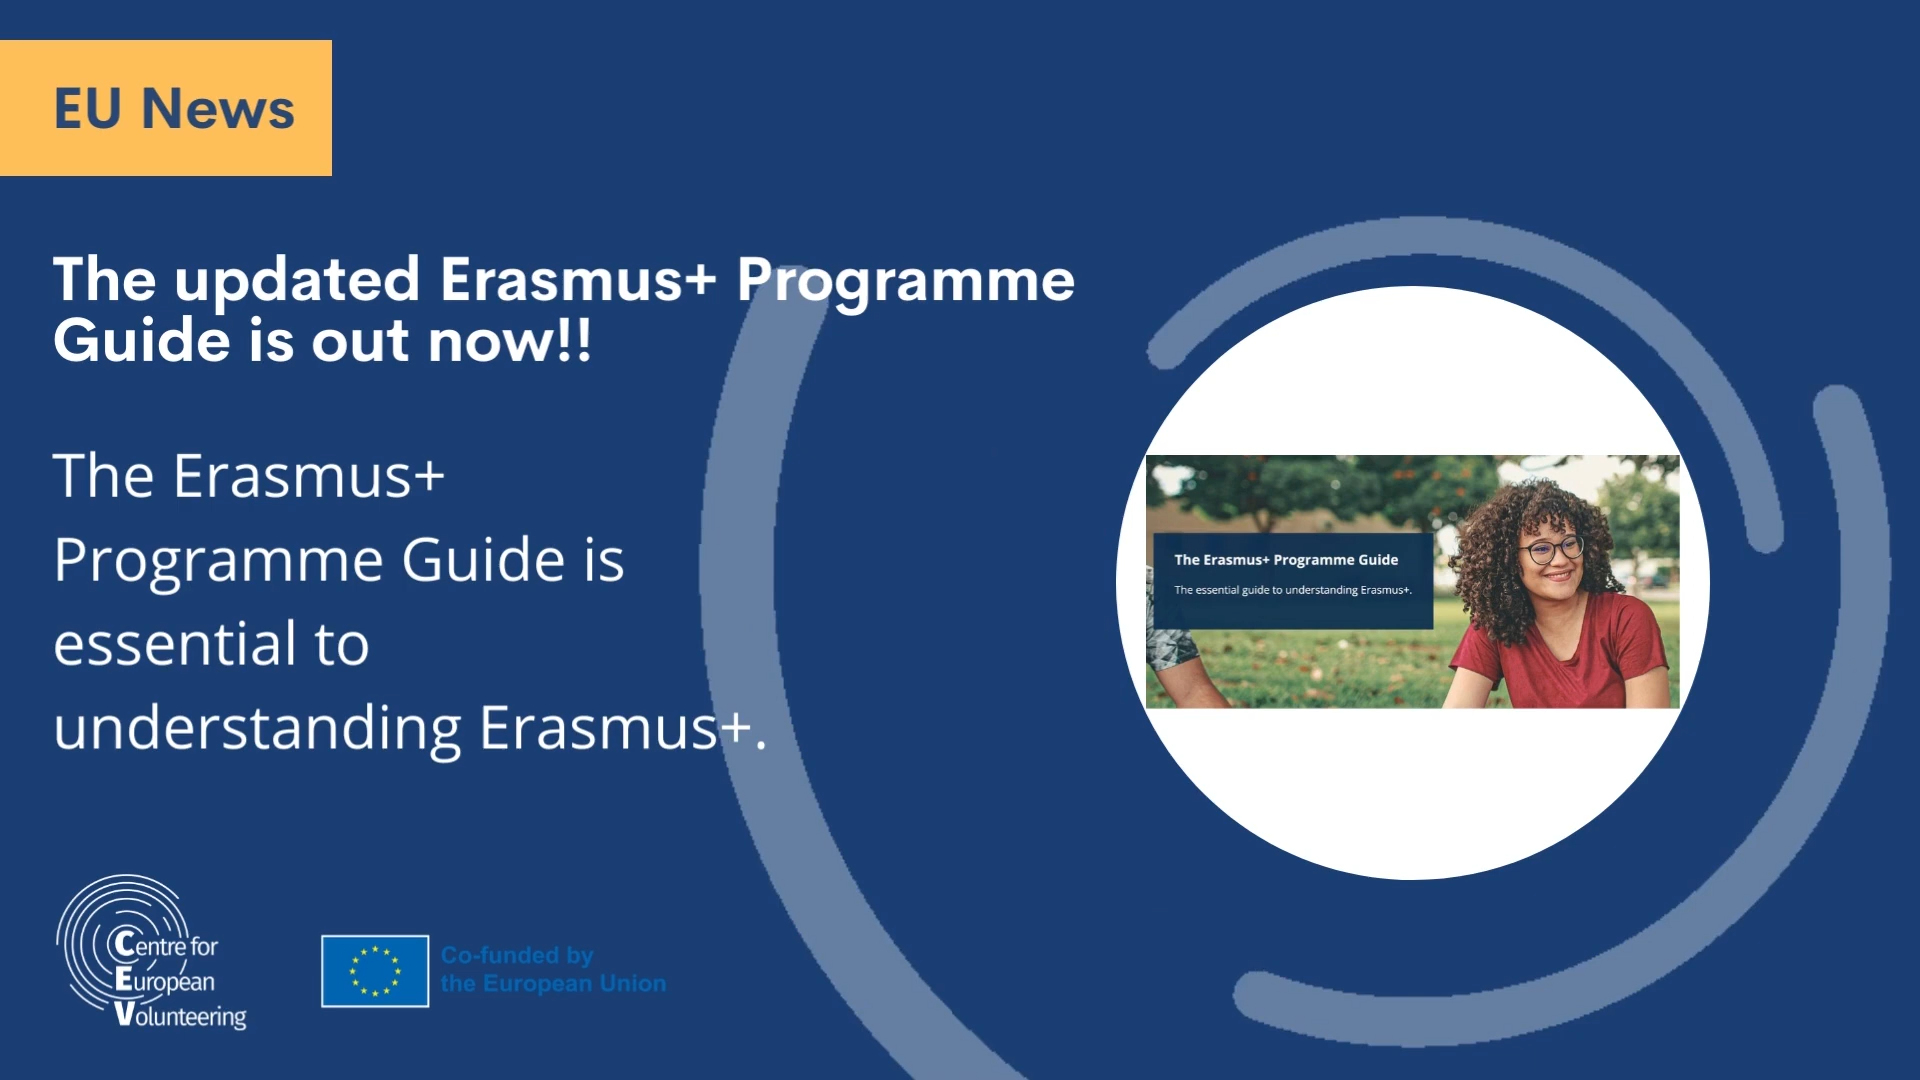 EU News
The updated Erasmus+ Programme
Guide is out now!!
The Erasmus+
Programme Guide is
essential to
understanding Erasmus+.
The Erasmus+ Programme Guide
The essential guide to understanding Erasmus+.
Centre for
European
Volunteering
Co-funded by
the European Union